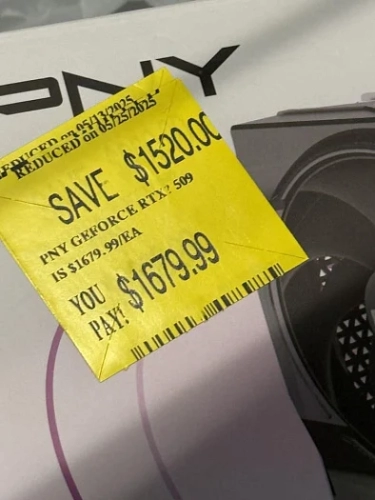 PNY
REDUCED on 05/13/2025
REDUCED on 05/25/2025
SAVE $1520.00
PNY GEFORCE RTX? 509
IS $1679.99/EA
YOU PAY! $1679.99